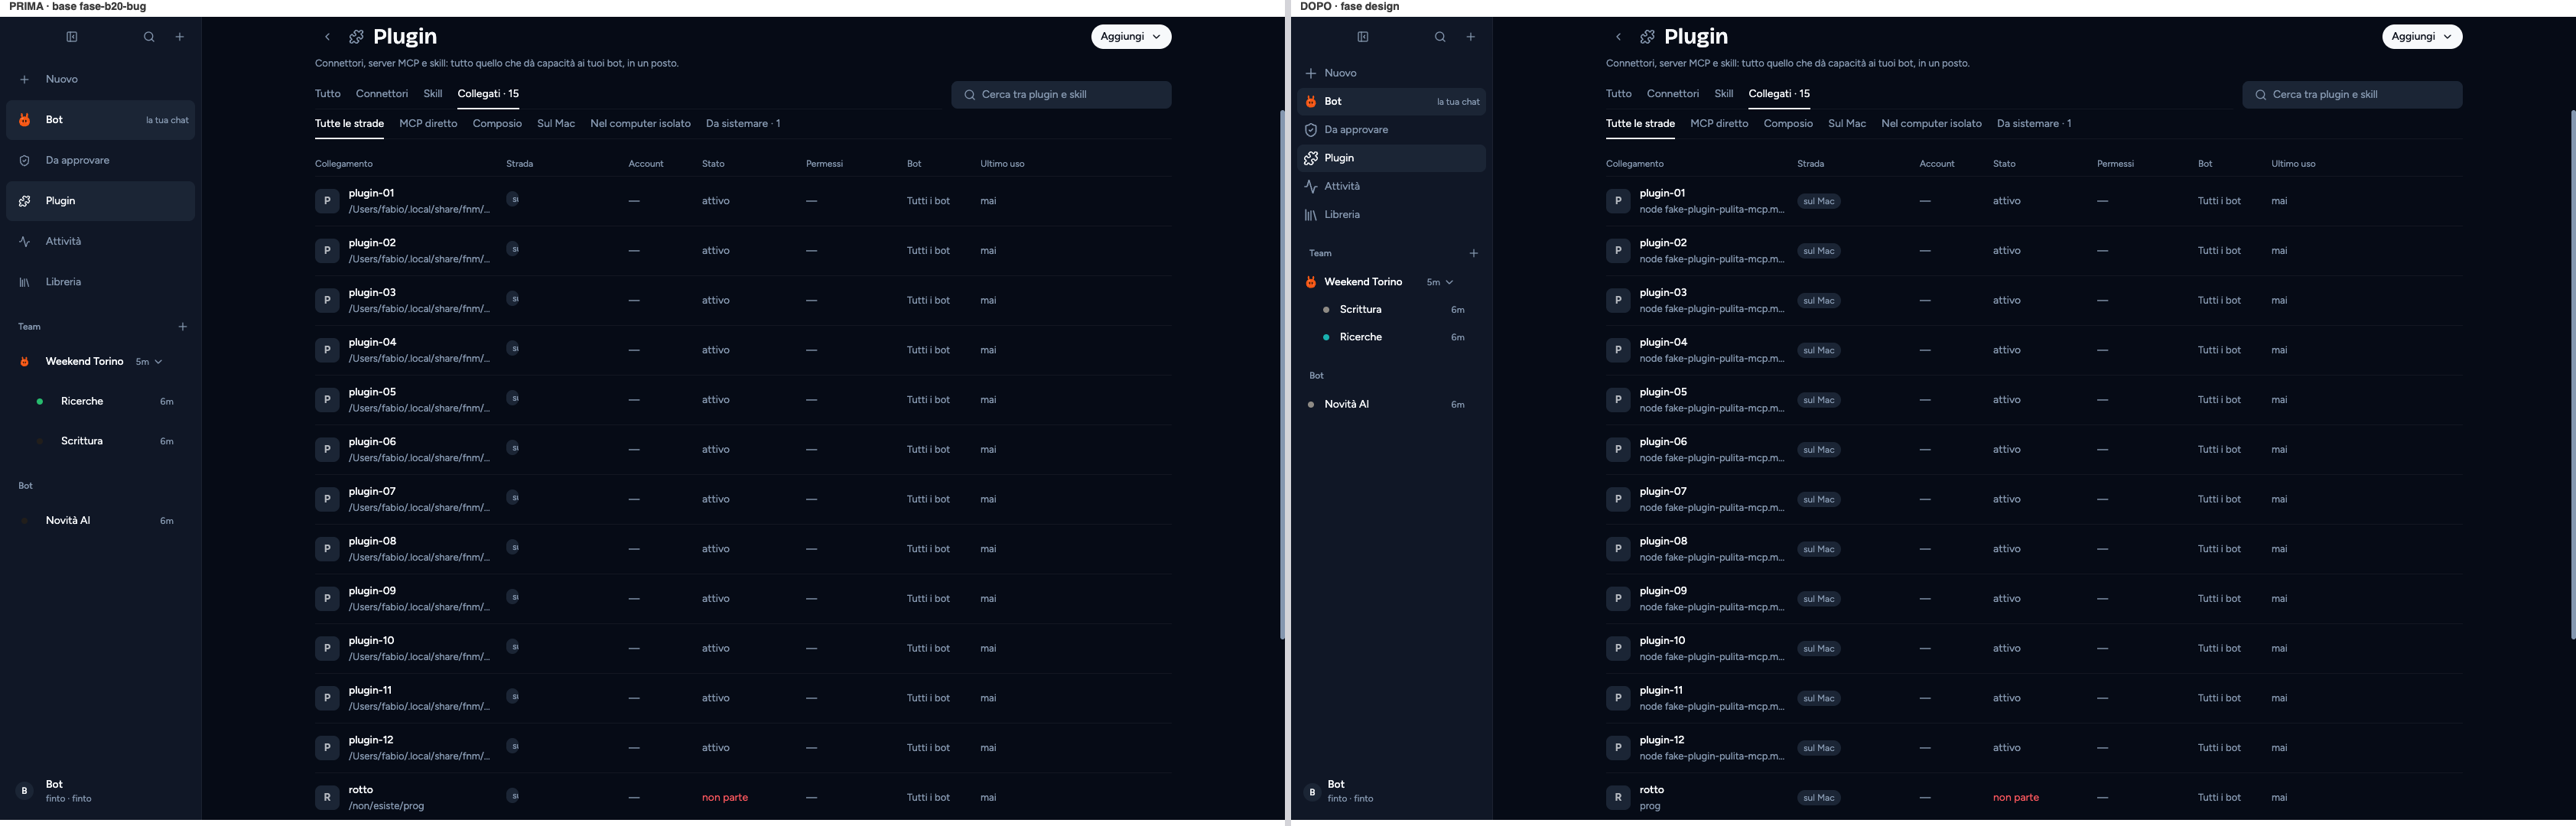 PRIMA · base fase-b20-bug
Nuovo
Bot la tua chat
Da approvare
Plugin
Attività
Libreria
Team
Weekend Torino 5m
Ricerche 6m
Scrittura 6m
Bot
Novità AI 6m
B Bot
finto · finto
Plugin
Aggiungi
Connettori, server MCP e skill: tutto quello che dà capacità ai tuoi bot, in un posto.
Tutto Connettori Skill Collegati · 15
Cerca tra plugin e skill
Tutte le strade MCP diretto Composio Sul Mac Nel computer isolato Da sistemare · 1
Collegamento Strada Account Stato Permessi Bot Ultimo uso
P plugin-01 — attivo — Tutti i bot mai
/Users/fabio/.local/share/fnm/...
P plugin-02 — attivo — Tutti i bot mai
/Users/fabio/.local/share/fnm/...
P plugin-03 — attivo — Tutti i bot mai
/Users/fabio/.local/share/fnm/...
P plugin-04 — attivo — Tutti i bot mai
/Users/fabio/.local/share/fnm/...
P plugin-05 — attivo — Tutti i bot mai
/Users/fabio/.local/share/fnm/...
P plugin-06 — attivo — Tutti i bot mai
/Users/fabio/.local/share/fnm/...
P plugin-07 — attivo — Tutti i bot mai
/Users/fabio/.local/share/fnm/...
P plugin-08 — attivo — Tutti i bot mai
/Users/fabio/.local/share/fnm/...
P plugin-09 — attivo — Tutti i bot mai
/Users/fabio/.local/share/fnm/...
P plugin-10 — attivo — Tutti i bot mai
/Users/fabio/.local/share/fnm/...
P plugin-11 — attivo — Tutti i bot mai
/Users/fabio/.local/share/fnm/...
P plugin-12 — attivo — Tutti i bot mai
/Users/fabio/.local/share/fnm/...
R rotto — non parte — Tutti i bot mai
/non/esiste/prog
DOPO · fase design
Nuovo
Bot la tua chat
Da approvare
Plugin
Attività
Libreria
Team
Weekend Torino 5m
Scrittura 6m
Ricerche 6m
Bot
Novità AI 6m
B Bot
finto · finto
Plugin
Aggiungi
Connettori, server MCP e skill: tutto quello che dà capacità ai tuoi bot, in un posto.
Tutto Connettori Skill Collegati · 15
Cerca tra plugin e skill
Tutte le strade MCP diretto Composio Sul Mac Nel computer isolato Da sistemare · 1
Collegamento Strada Account Stato Permessi Bot Ultimo uso
P plugin-01 sul Mac — attivo — Tutti i bot mai
node fake-plugin-pulita-mcp.m...
P plugin-02 sul Mac — attivo — Tutti i bot mai
node fake-plugin-pulita-mcp.m...
P plugin-03 sul Mac — attivo — Tutti i bot mai
node fake-plugin-pulita-mcp.m...
P plugin-04 sul Mac — attivo — Tutti i bot mai
node fake-plugin-pulita-mcp.m...
P plugin-05 sul Mac — attivo — Tutti i bot mai
node fake-plugin-pulita-mcp.m...
P plugin-06 sul Mac — attivo — Tutti i bot mai
node fake-plugin-pulita-mcp.m...
P plugin-07 sul Mac — attivo — Tutti i bot mai
node fake-plugin-pulita-mcp.m...
P plugin-08 sul Mac — attivo — Tutti i bot mai
node fake-plugin-pulita-mcp.m...
P plugin-09 sul Mac — attivo — Tutti i bot mai
node fake-plugin-pulita-mcp.m...
P plugin-10 sul Mac — attivo — Tutti i bot mai
node fake-plugin-pulita-mcp.m...
P plugin-11 sul Mac — attivo — Tutti i bot mai
node fake-plugin-pulita-mcp.m...
P plugin-12 sul Mac — attivo — Tutti i bot mai
node fake-plugin-pulita-mcp.m...
R rotto sul Mac — non parte — Tutti i bot mai
prog